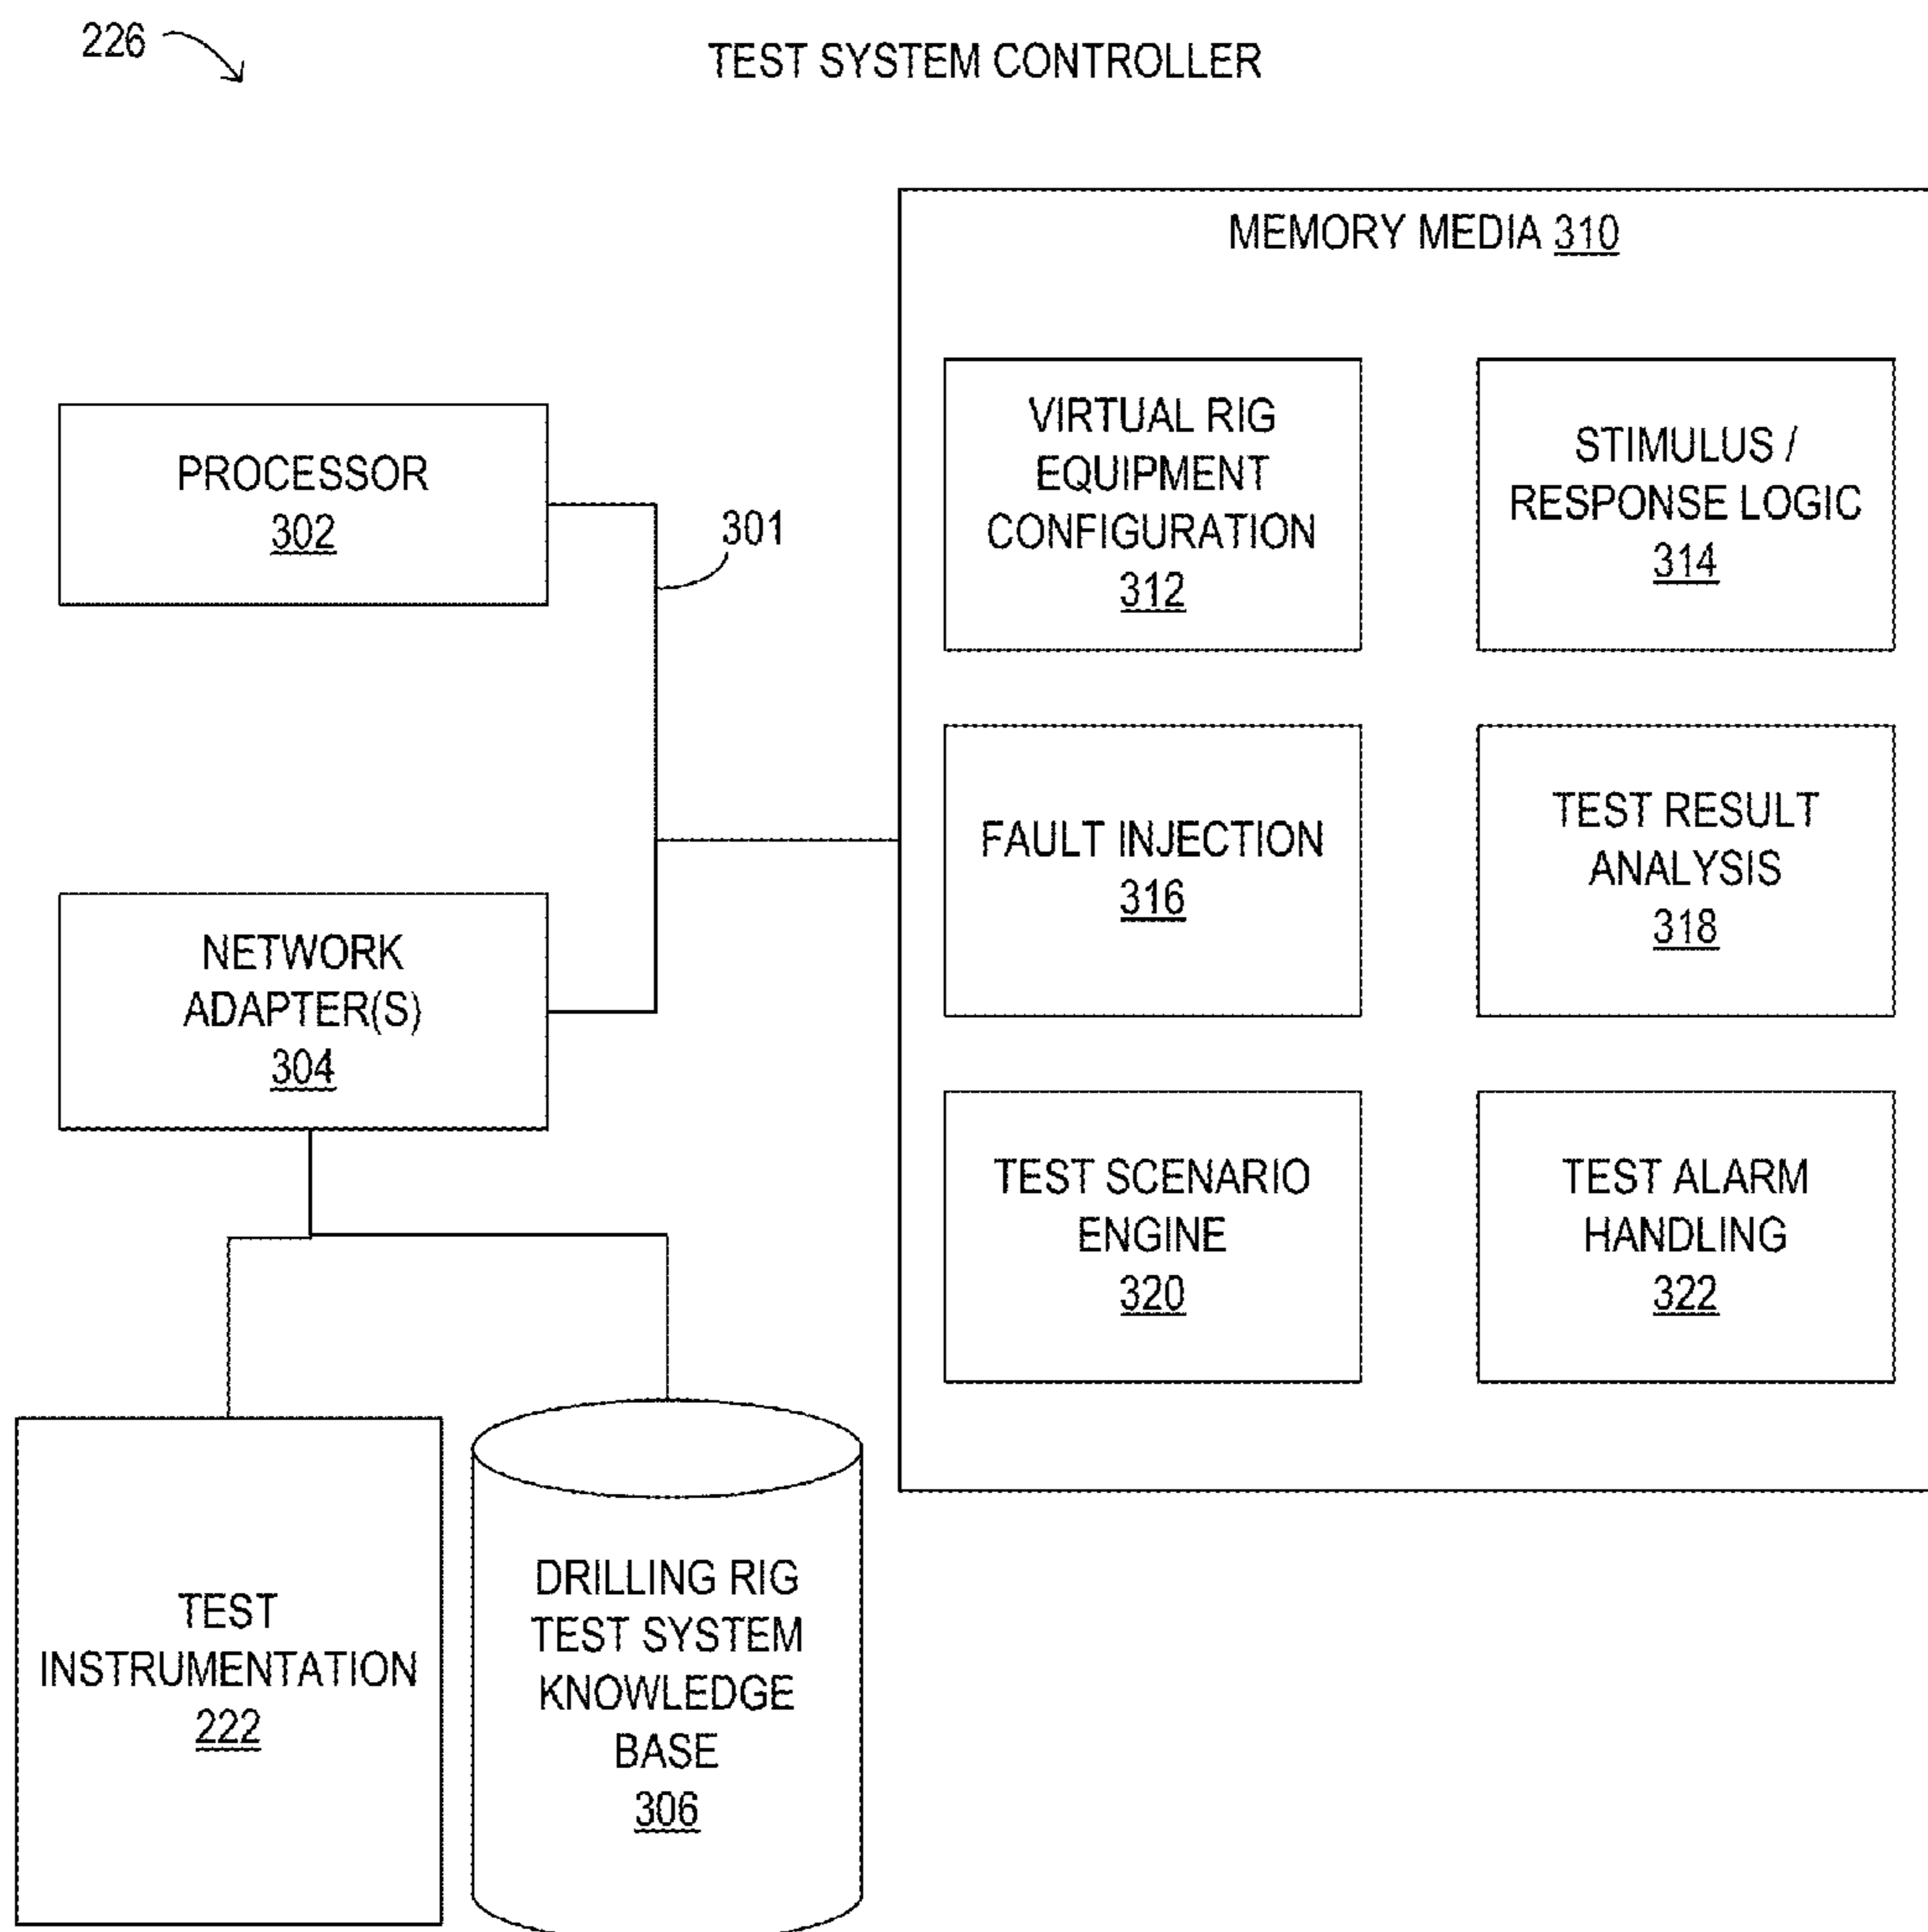 226
TEST SYSTEM CONTROLLER
PROCESSOR
302
301
NETWORK
ADAPTER(S)
304
TEST
INSTRUMENTATION
222
DRILLING RIG
TEST SYSTEM
KNOWLEDGE
BASE
306
MEMORY MEDIA 310
VIRTUAL RIG
EQUIPMENT
CONFIGURATION
312
STIMULUS /
RESPONSE LOGIC
314
FAULT INJECTION
316
TEST RESULT
ANALYSIS
318
TEST SCENARIO
ENGINE
320
TEST ALARM
HANDLING
322